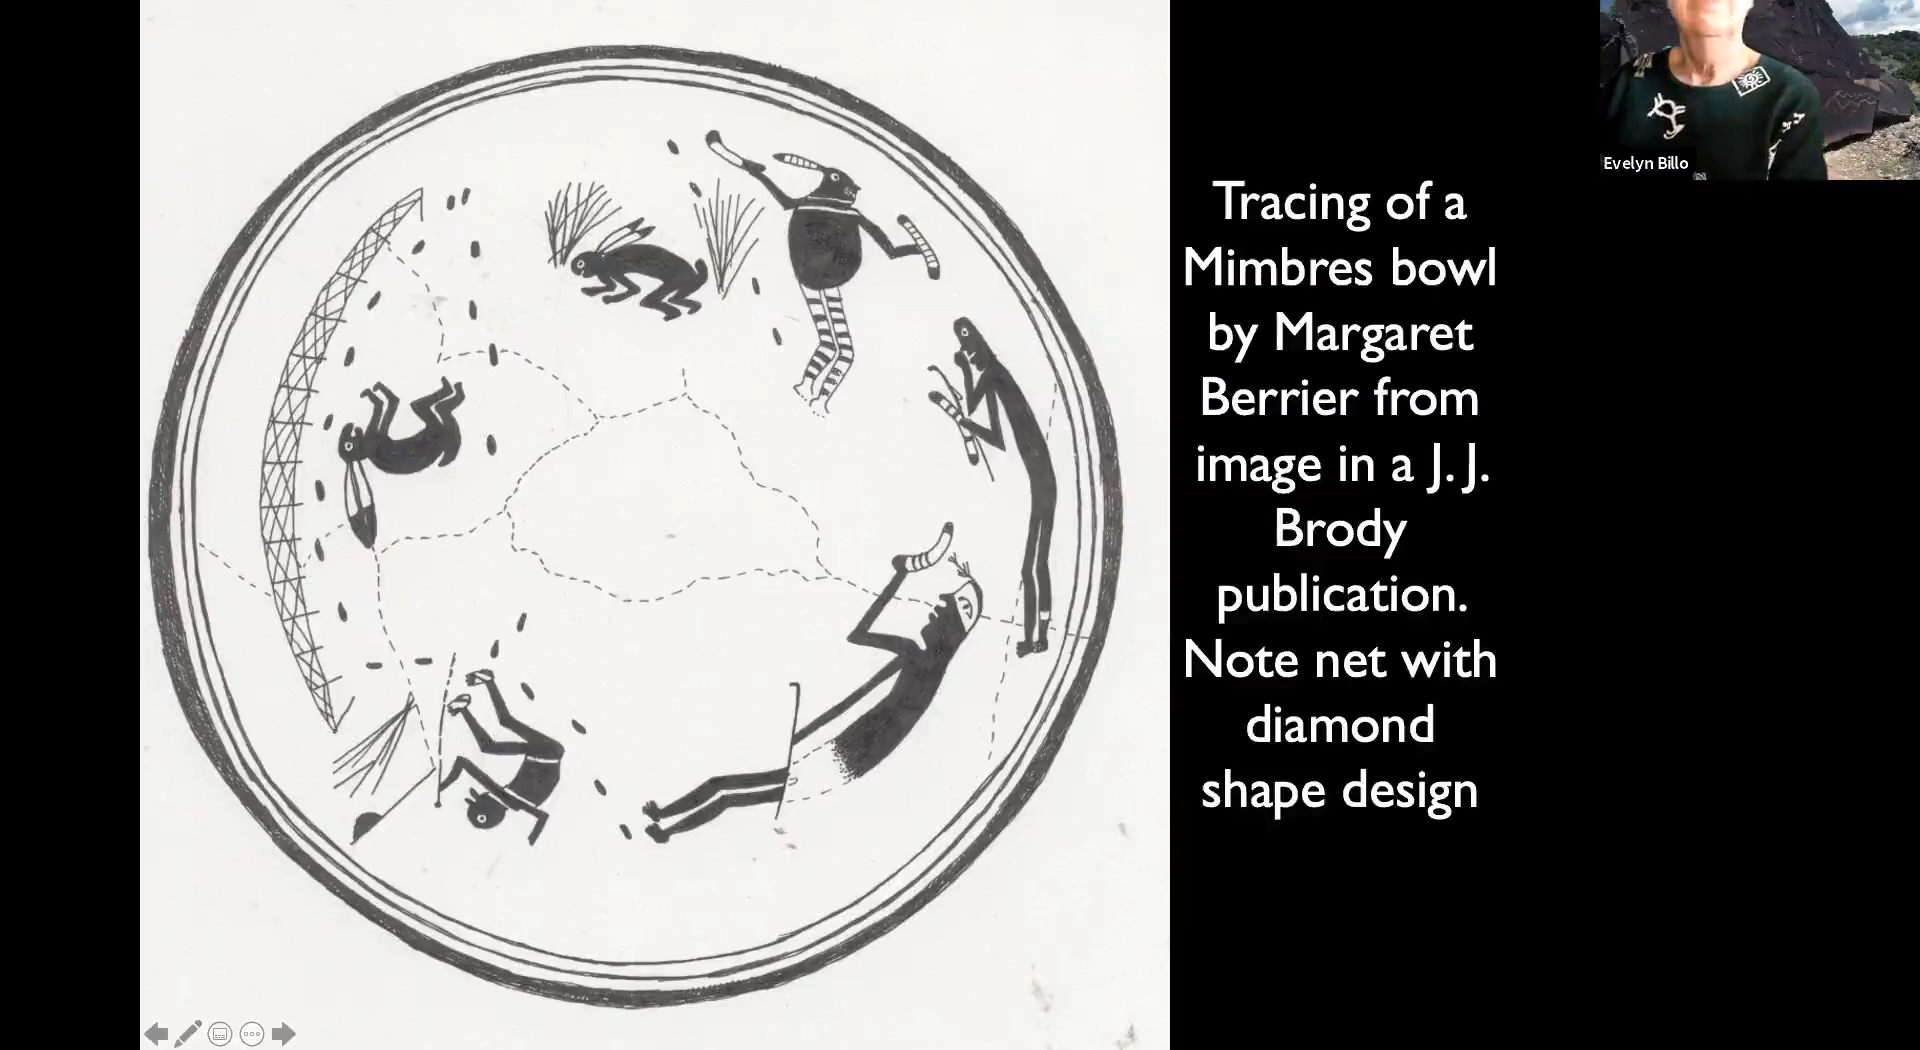 Evelyn Billo
Tracing of a
Mimbres bowl
by Margaret
Berrier from
image in a J. J.
Brody
publication.
Note net with
diamond
shape design